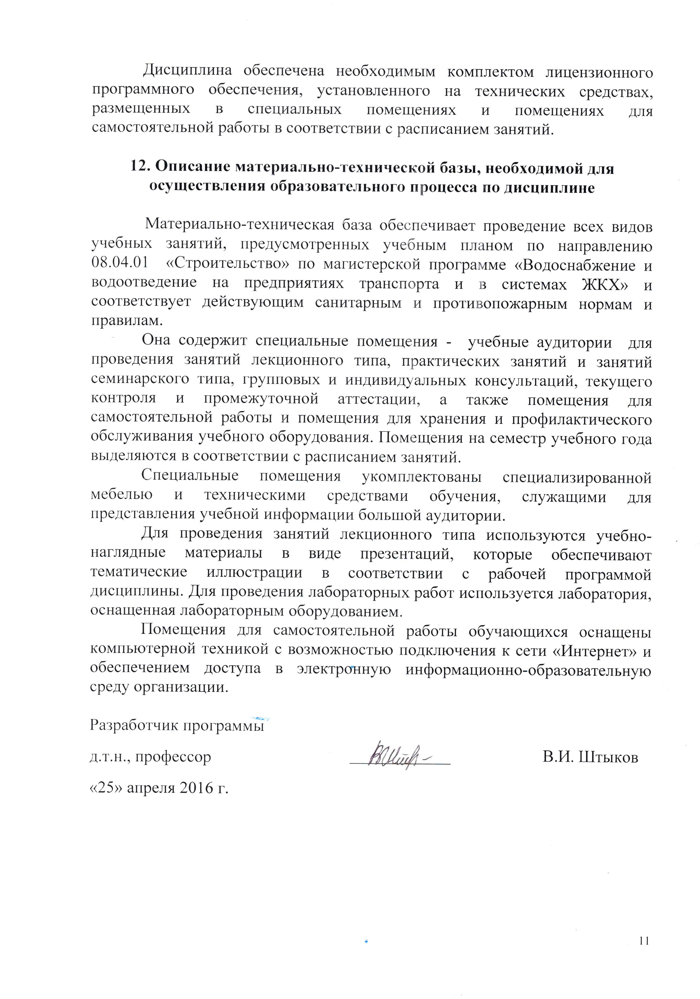 Дисциплина обеспечена необходимым комплектом лицензионного
программного обеспечения, установленного на технических средствах,
размещенных в специальных помещениях и помещениях для
самостоятельной работы в соответствии с расписанием занятий.
12. Описание материально-технической базы, необходимой для
осуществления образовательного процесса по дисциплине
Материально-техническая база обеспечивает проведение всех видов
учебных занятий, предусмотренных учебным планом по направлению
08.04.01 «Строительство» по магистерской программе «Водоснабжение и
водоотведение на предприятиях транспорта и в системах ЖКХ» и
соответствует действующим санитарным и противопожарным нормам и
правилам.
Она содержит специальные помещения - учебные аудитории для
проведения занятий лекционного типа, практических занятий и занятий
семинарского типа, групповых и индивидуальных консультаций, текущего
контроля и промежуточной аттестации, а также помещения для
самостоятельной работы и помещения для хранения и профилактического
обслуживания учебного оборудования. Помещения на семестр учебного года
выделяются в соответствии с расписанием занятий.
Специальные помещения укомплектованы специализированной
мебелью и техническими средствами обучения, служащими для
представления учебной информации большой аудитории.
Для проведения занятий лекционного типа используются учебно-
наглядные материалы в виде презентаций, которые обеспечивают
тематические иллюстрации в соответствии с рабочей программой
дисциплины. Для проведения лабораторных работ используется лаборатория,
оснащенная лабораторным оборудованием.
Помещения для самостоятельной работы обучающихся оснащены
компьютерной техникой с возможностью подключения к сети «Интернет» и
обеспечением доступа в электронную информационно-образовательную
среду организации.
Разработчик программы
д.т.н., профессор В.И. Штыков
«25» апреля 2016 г.
11